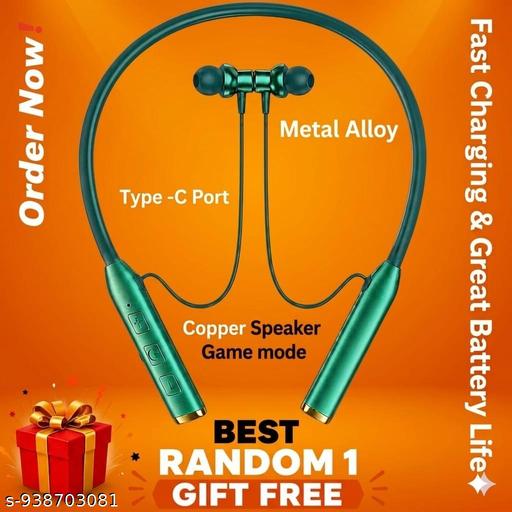 Order Now!
Fast Charging & Great Battery Life
Metal Alloy
Type -C Port
Copper Speaker
Game mode
BEST
RANDOM 1
GIFT FREE
s-938703081